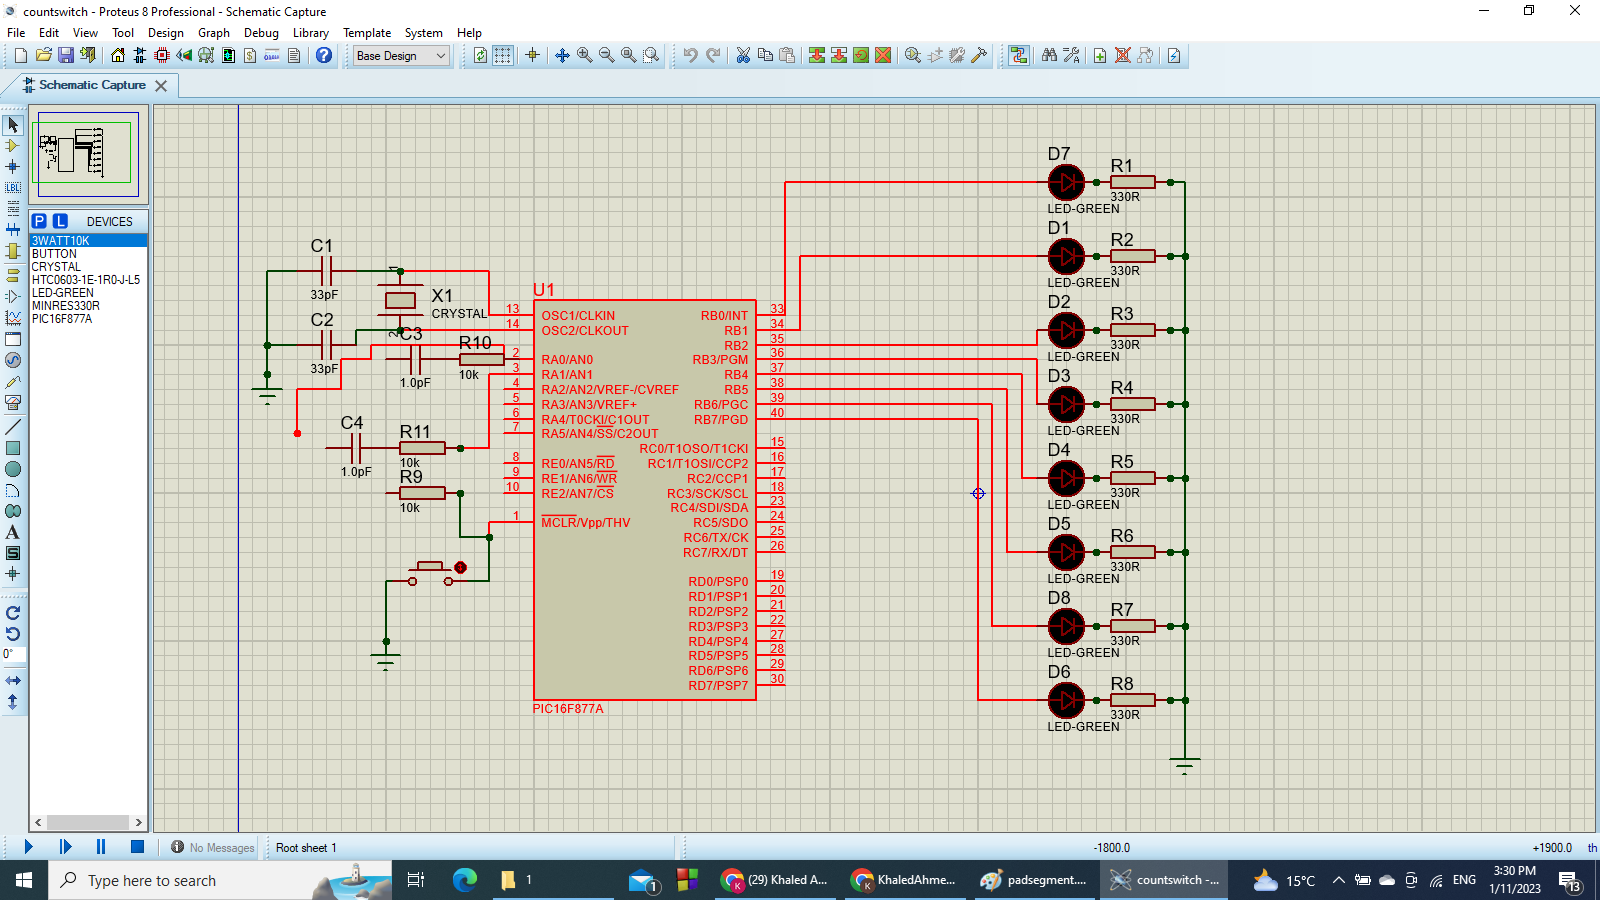 countswitch - Proteus 8 Professional - Schematic Capture
File Edit View Tool Design Graph Debug Library Template System Help
Base Design
Schematic Capture
P L DEVICES
3WATT10K
BUTTON
CRYSTAL
HTC0603-1E-1R0-J-L5
LED-GREEN
MINRES330R
PIC16F877A
LBL
A
S
0°
C1
33pF
C2
33pF
X1
CRYSTAL
1
2
C3
1.0pF
R10
10k
C4
1.0pF
R11
10k
R9
10k
U1
13 OSC1/CLKIN
14 OSC2/CLKOUT
2 RA0/AN0
3 RA1/AN1
4 RA2/AN2/VREF-/CVREF
5 RA3/AN3/VREF+
6 RA4/T0CKI/C1OUT
7 RA5/AN4/SS/C2OUT
8 RE0/AN5/RD
9 RE1/AN6/WR
10 RE2/AN7/CS
1 MCLR/Vpp/THV
RB0/INT 33
RB1 34
RB2 35
RB3/PGM 36
RB4 37
RB5 38
RB6/PGC 39
RB7/PGD 40
RC0/T1OSO/T1CKI 15
RC1/T1OSI/CCP2 16
RC2/CCP1 17
RC3/SCK/SCL 18
RC4/SDI/SDA 23
RC5/SDO 24
RC6/TX/CK 25
RC7/RX/DT 26
RD0/PSP0 19
RD1/PSP1 20
RD2/PSP2 21
RD3/PSP3 22
RD4/PSP4 27
RD5/PSP5 28
RD6/PSP6 29
RD7/PSP7 30
PIC16F877A
D7 R1
330R
LED-GREEN
D1 R2
330R
LED-GREEN
D2 R3
330R
LED-GREEN
D3 R4
330R
LED-GREEN
D4 R5
330R
LED-GREEN
D5 R6
330R
LED-GREEN
D8 R7
330R
LED-GREEN
D6 R8
330R
LED-GREEN
No Messages Root sheet 1 -1800.0 +1900.0 th
Type here to search 1 1 (29) Khaled A... KhaledAhme... padsegment.... countswitch -... 15°C ENG 3:30 PM
1/11/2023 13